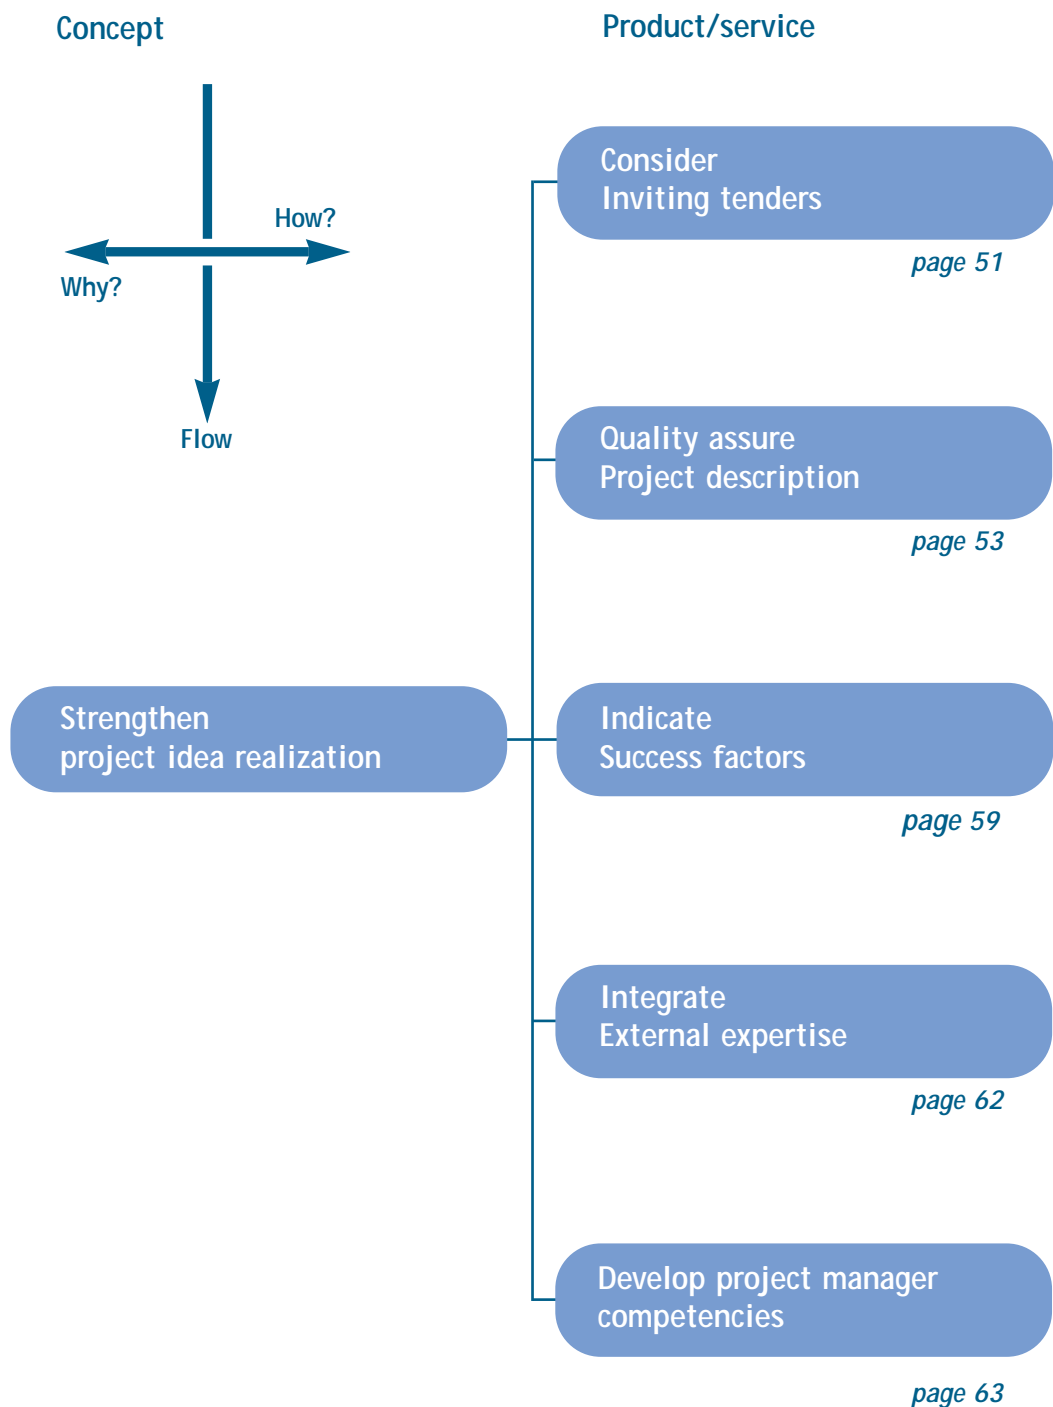 Concept
Product/service
How?
Why?
Flow
Consider
Inviting tenders
page 51
Quality assure
Project description
page 53
Strengthen
project idea realization
Indicate
Success factors
page 59
Integrate
External expertise
page 62
Develop project manager
competencies
page 63